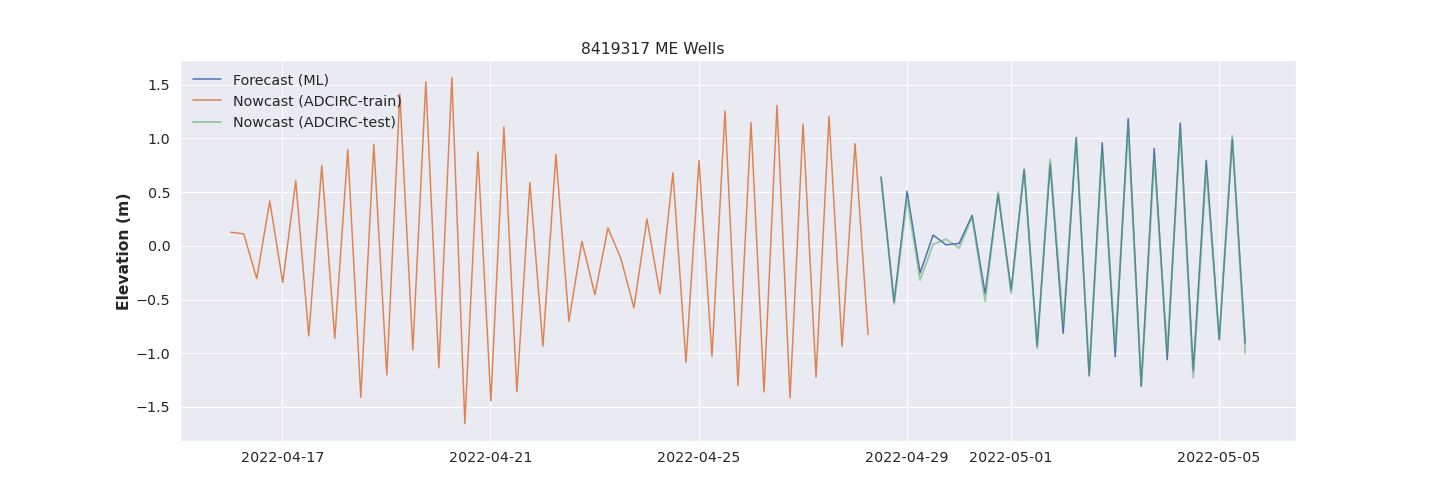 8419317 ME Wells
Forecast (ML)
Nowcast (ADCIRC-train)
Nowcast (ADCIRC-test)
Elevation (m)
1.5
1.0
0.5
0.0
−0.5
−1.0
−1.5
2022-04-17 2022-04-21 2022-04-25 2022-04-29 2022-05-01 2022-05-05